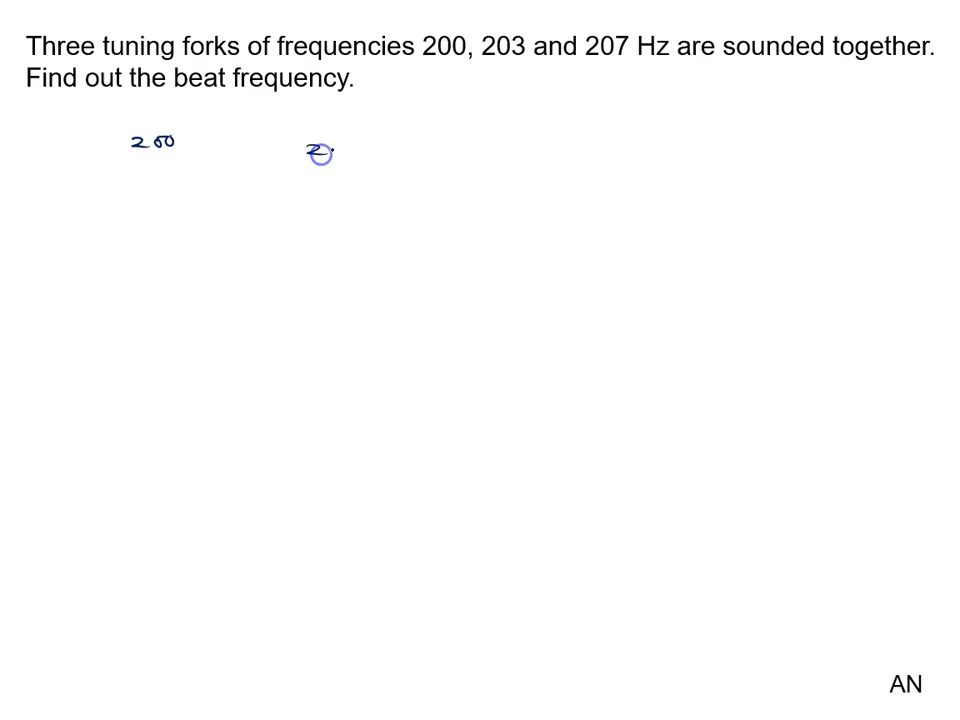 Three tuning forks of frequencies 200, 203 and 207 Hz are sounded together.
Find out the beat frequency.
200 2
AN